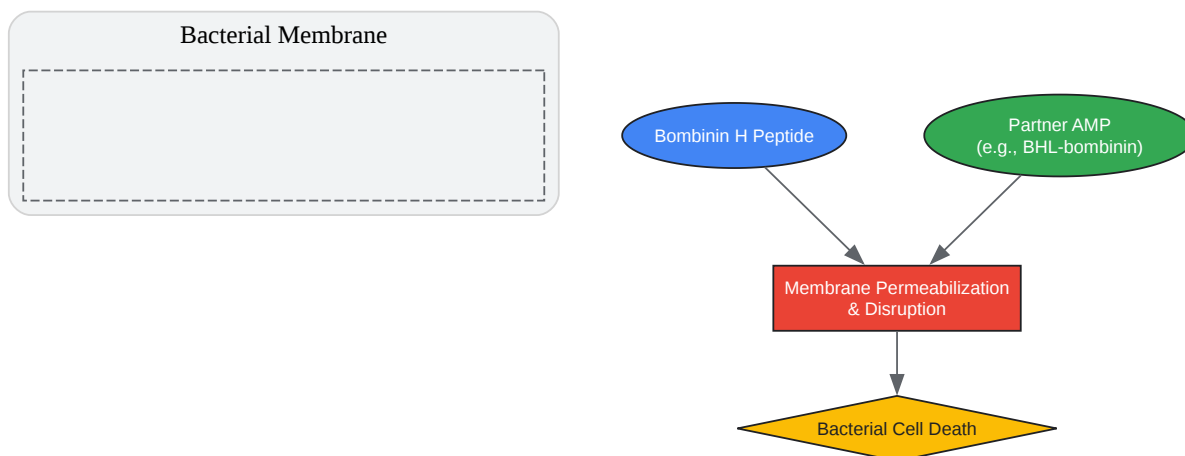 Bacterial Membrane
Bombinin H Peptide
Partner AMP
(e.g., BHL-bombinin)
Membrane Permeabilization
& Disruption
Bacterial Cell Death